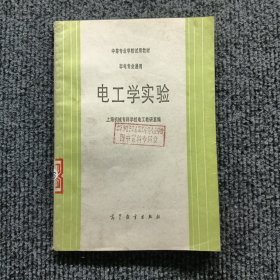 中等专业学校试用教材
非电专业通用
电工学实验
上海机械专科学校电工教研室编
高等教育出版社